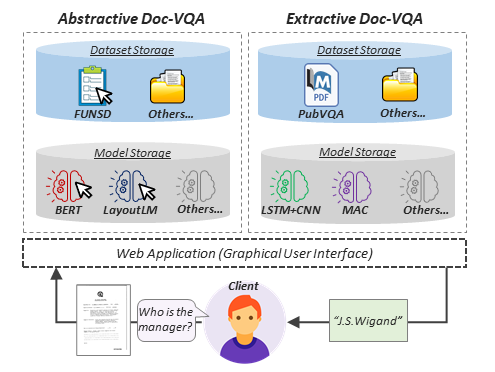 Abstractive Doc-VQA
Extractive Doc-VQA
Dataset Storage
FUNSD
Others...
Dataset Storage
M
PDF
PubVQA
Others...
Model Storage
BERT
LayoutLM
Others...
Model Storage
LSTM+CNN
MAC
Others...
Web Application (Graphical User Interface)
Client
Who is the
manager?
"J.S.Wigand"